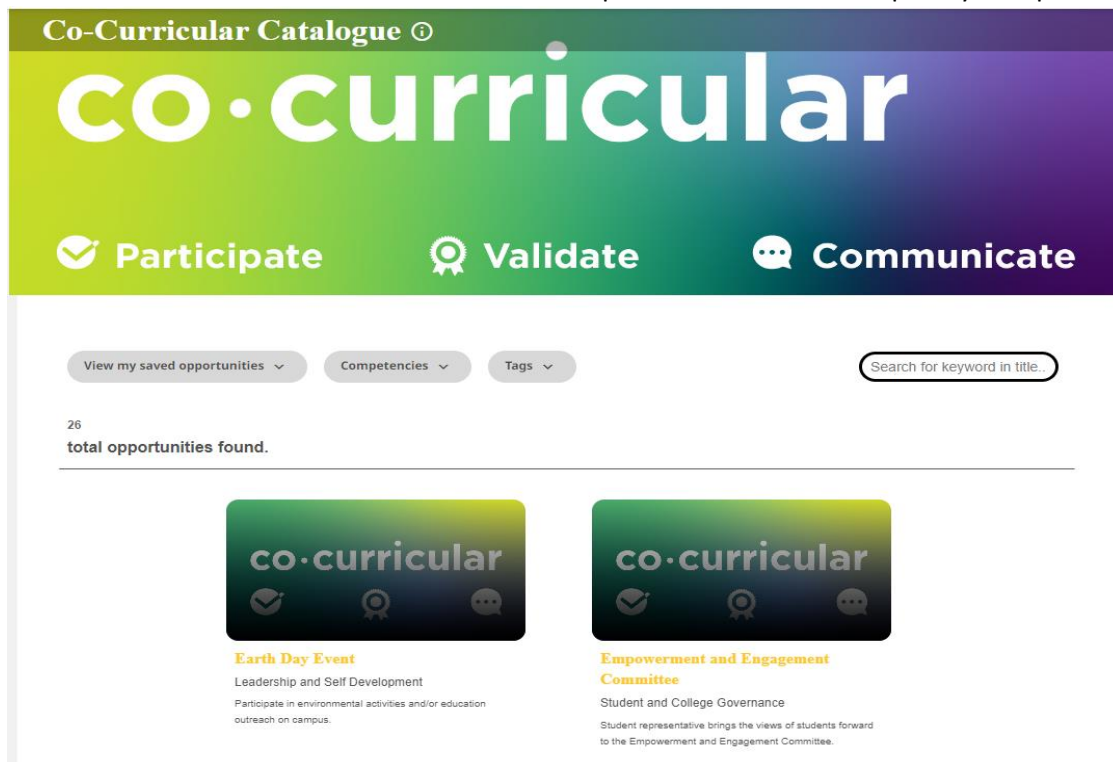 Co-Curricular Catalogue
co·curricular
Participate Validate Communicate
View my saved opportunities Competencies Tags Search for keyword in title..
26
total opportunities found.
co·curricular co·curricular
Earth Day Event
Leadership and Self Development
Participate in environmental activities and/or education
outreach on campus.
Empowerment and Engagement
Committee
Student and College Governance
Student representative brings the views of students forward
to the Empowerment and Engagement Committee.